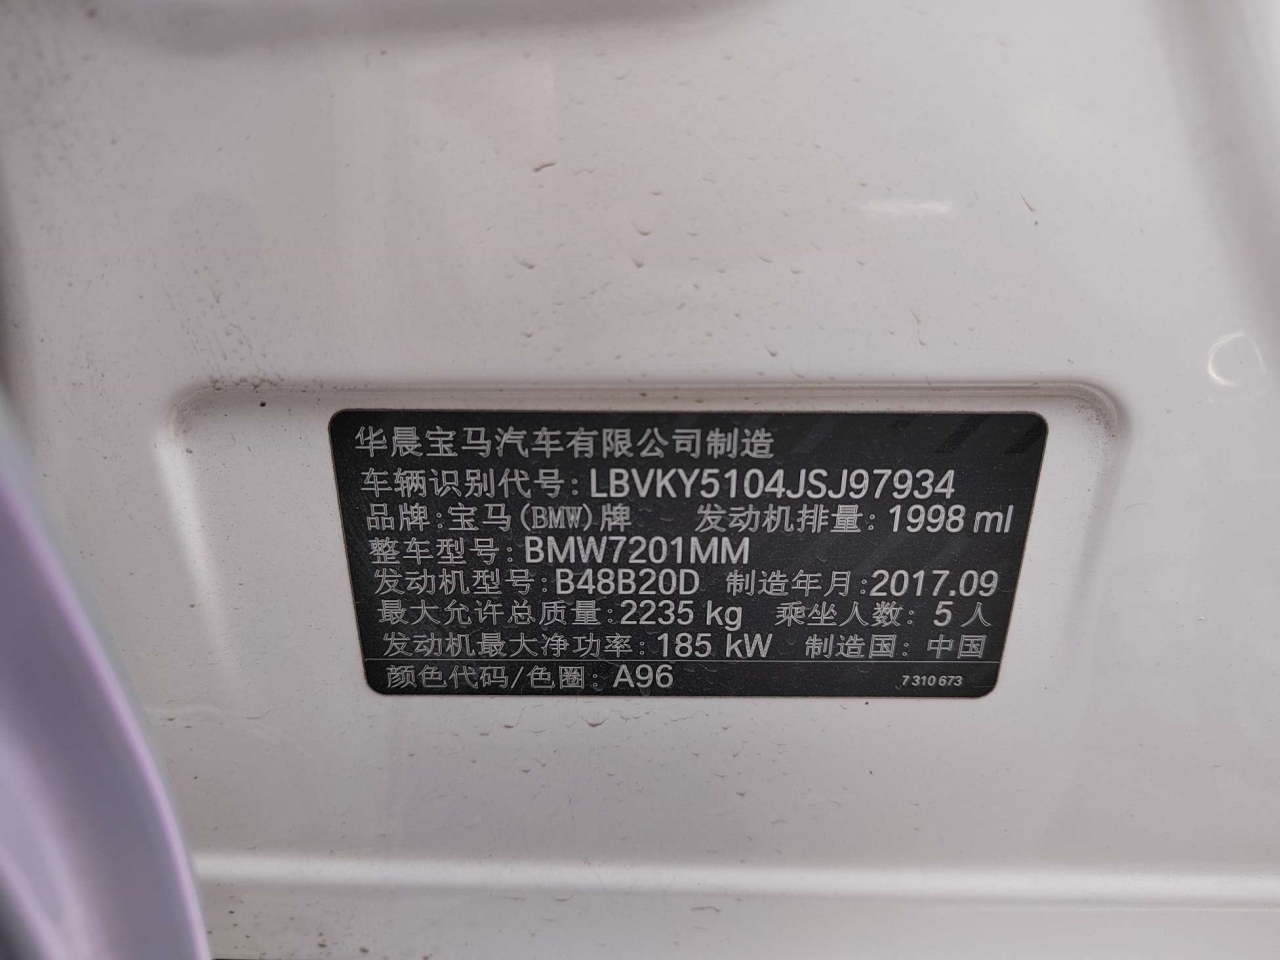 华晨宝马汽车有限公司制造
车辆识别代号:LBVKY5104JSJ97934
品牌:宝马(BMW)牌 发动机排量:1998 ml
整车型号:BMW7201MM
发动机型号:B48B20D 制造年月:2017.09
最大允许总质量:2235 kg 乘坐人数:5人
发动机最大净功率:185 kW 制造国:中国
颜色代码/色圈:A96 7 310 673